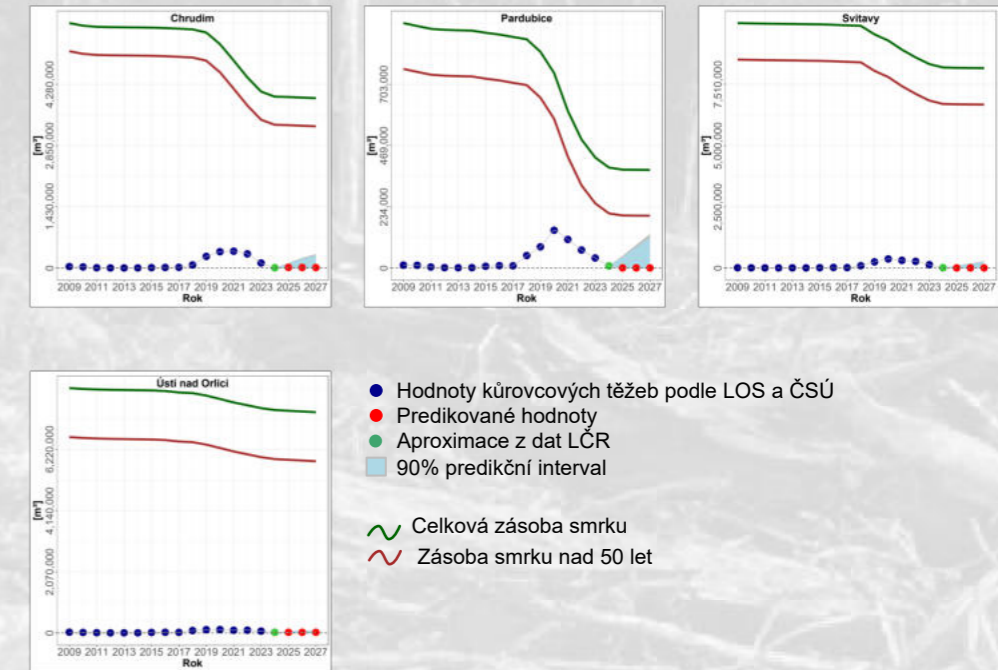 Chrudim
[m³]
4,280,000
2,850,000
1,430,000
0
2009 2011 2013 2015 2017 2019 2021 2023 2025 2027
Rok
Pardubice
[m³]
703,000
469,000
234,000
0
2009 2011 2013 2015 2017 2019 2021 2023 2025 2027
Rok
Svitavy
[m³]
7,510,000
5,000,000
2,500,000
0
2009 2011 2013 2015 2017 2019 2021 2023 2025 2027
Rok
Ústí nad Orlicí
[m³]
6,220,000
4,140,000
2,070,000
0
2009 2011 2013 2015 2017 2019 2021 2023 2025 2027
Rok
Hodnoty kůrovcových těžeb podle LOS a ČSÚ
Predikované hodnoty
Aproximace z dat LČR
90% predikční interval
Celková zásoba smrku
Zásoba smrku nad 50 let